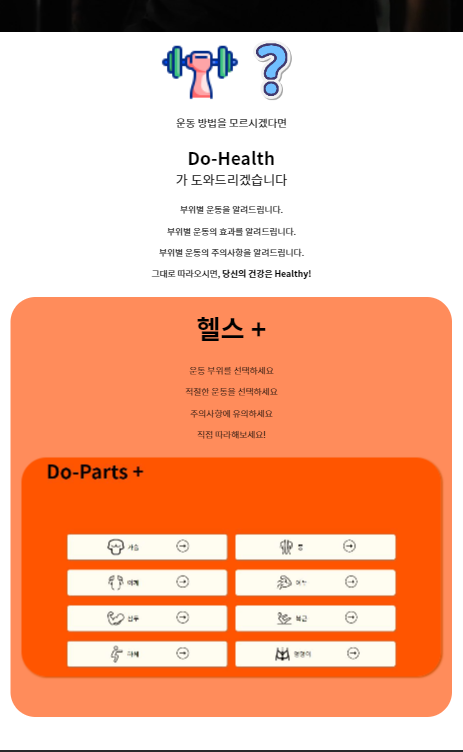 운동 방법을 모르시겠다면
Do-Health
가 도와드리겠습니다
부위별 운동을 알려드립니다.
부위별 운동의 효과를 알려드립니다.
부위별 운동의 주의사항을 알려드립니다.
그대로 따라오시면, 당신의 건강은 Healthy!
헬스 +
운동 부위를 선택하세요
적절한 운동을 선택하세요
주의사항에 유의하세요
직접 따라해보세요!
Do-Parts +
가슴
등
어깨
복근
하체
엉덩이